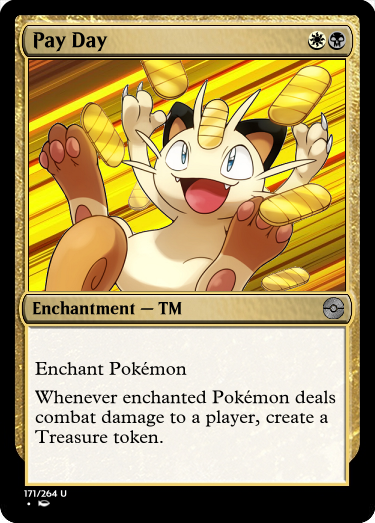 Pay Day
Enchantment — TM
Enchant Pokémon
Whenever enchanted Pokémon deals
combat damage to a player, create a
Treasure token.
171/264 U
•